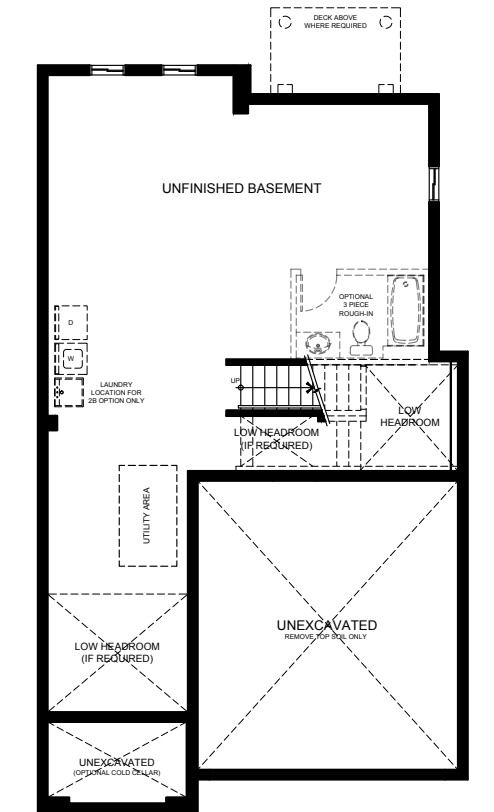 DECK ABOVE
WHERE REQUIRED
UNFINISHED BASEMENT
OPTIONAL
3 PIECE
ROUGH-IN
D
W
LAUNDRY
LOCATION FOR
2B OPTION ONLY
UP
LOW
HEADROOM
LOW HEADROOM
(IF REQUIRED)
UTILITY AREA
UNEXCAVATED
REMOVE TOP SOIL ONLY
LOW HEADROOM
(IF REQUIRED)
UNEXCAVATED
(OPTIONAL COLD CELLAR)